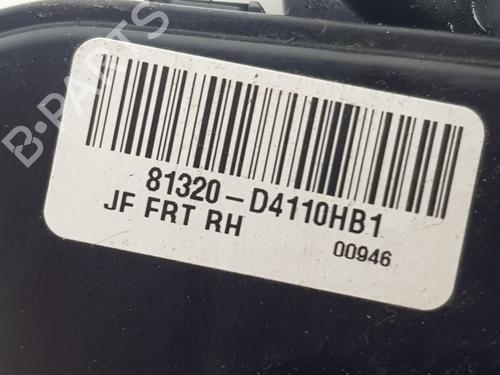 B-PARTS
81320-D4110HB1
JF FRT RH
00946